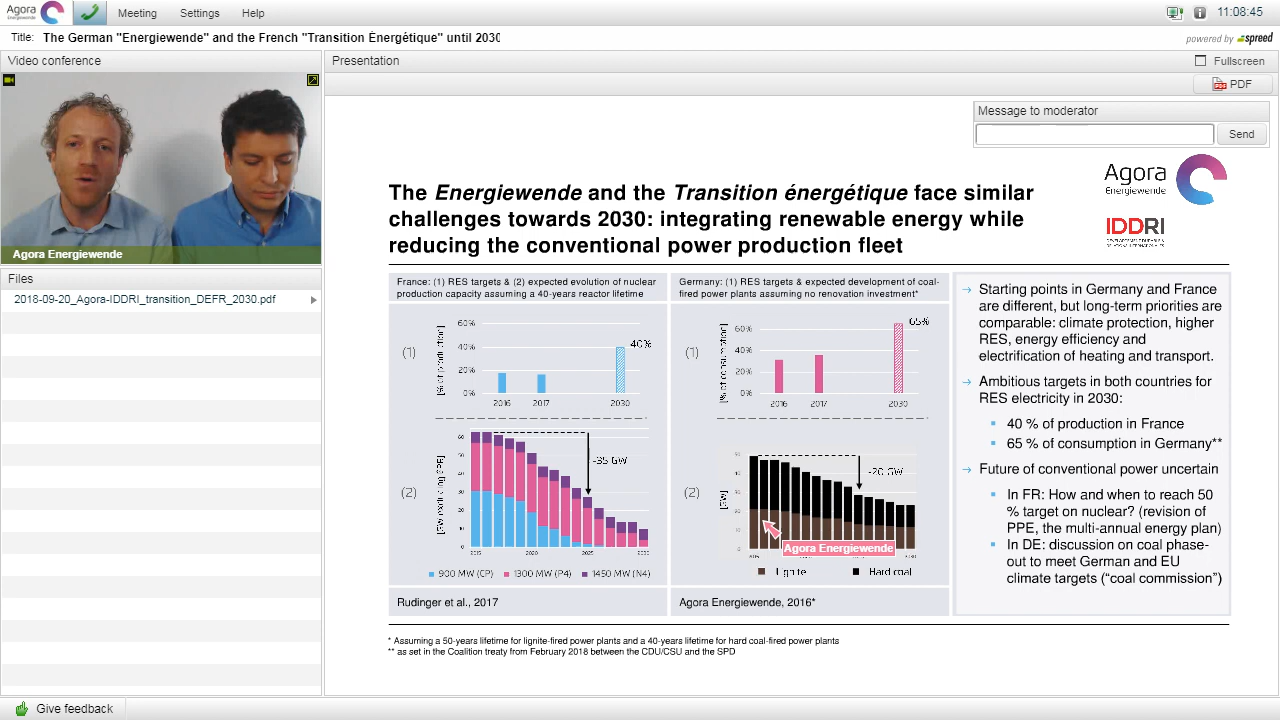 Agora
Energiewende
Meeting
Settings
Help
11:08:45
Title: The German "Energiewende" and the French "Transition Énergétique" until 2030
powered by spreed
Video conference
Presentation
Fullscreen
PDF
Message to moderator
Send
Agora Energiewende
Files
2018-09-20_Agora-IDDRI_transition_DEFR_2030.pdf
The Energiewende and the Transition énergétique face similar
challenges towards 2030: integrating renewable energy while
reducing the conventional power production fleet
Agora
Energiewende
IDDRI
France: (1) RES targets & (2) expected evolution of nuclear
production capacity assuming a 40-years reactor lifetime
(1)
[% of production]
60%
40%
20%
0%
40%
2016
2017
2030
(2)
-35 GW
2015
2020
2025
2030
900 MW (CP)
1300 MW (P4)
1450 MW (N4)
Rudinger et al., 2017
Germany: (1) RES targets & expected development of coal-
fired power plants assuming no renovation investment*
(1)
[% of consumption]
60%
40%
20%
0%
65%
2016
2017
2030
(2)
[GW]
-20 GW
Agora Energiewende
Lignite
Hard coal
Agora Energiewende, 2016*
→ Starting points in Germany and France
are different, but long-term priorities are
comparable: climate protection, higher
RES, energy efficiency and
electrification of heating and transport.
→ Ambitious targets in both countries for
RES electricity in 2030:
▪ 40 % of production in France
▪ 65 % of consumption in Germany**
→ Future of conventional power uncertain
▪ In FR: How and when to reach 50
% target on nuclear? (revision of
PPE, the multi-annual energy plan)
▪ In DE: discussion on coal phase-
out to meet German and EU
climate targets (“coal commission”)
* Assuming a 50-years lifetime for lignite-fired power plants and a 40-years lifetime for hard coal-fired power plants
** as set in the Coalition treaty from February 2018 between the CDU/CSU and the SPD
Give feedback